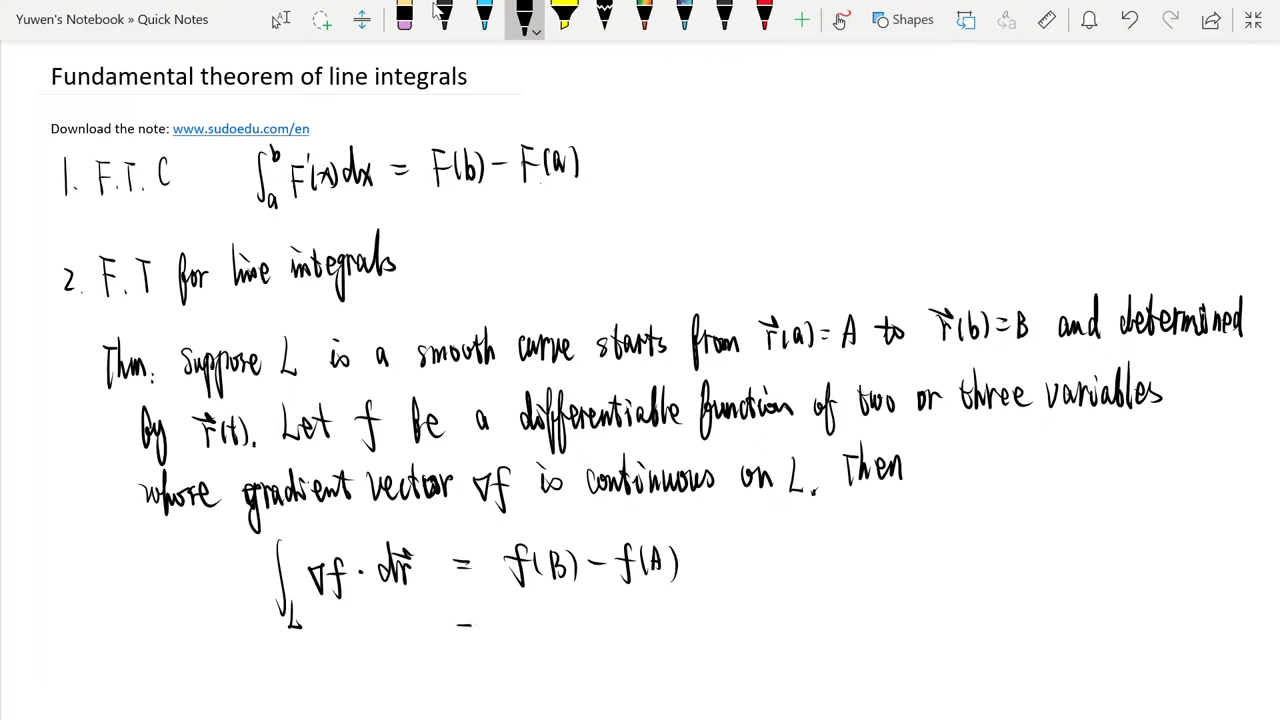 Yuwen's Notebook » Quick Notes
Shapes
Fundamental theorem of line integrals
Download the note: www.sudoedu.com/en
1. F.T.C ∫_a^b F'(x)dx = F(b) - F(a)
2. F.T for line integrals
Thm. Suppose L is a smooth curve starts from r⃗(a)=A to r⃗(b)=B and determined
by r⃗(t). Let f be a differentiable function of two or three variables
whose gradient vector ∇f is continuous on L. Then
∫_L ∇f · dr⃗ = f(B) - f(A)
=